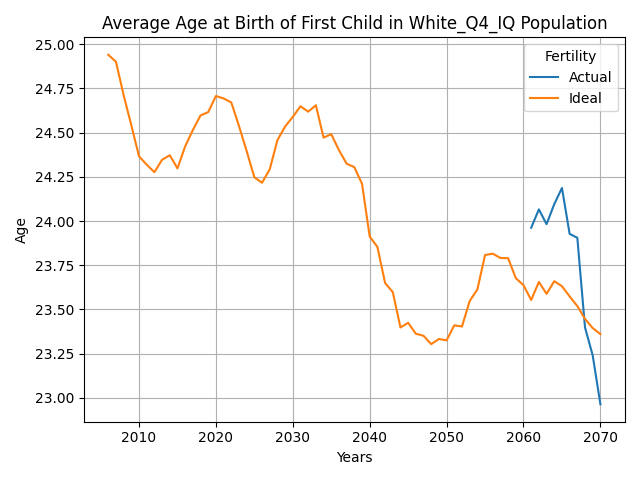 Average Age at Birth of First Child in White_Q4_IQ Population
Fertility
Actual
Ideal
Age
25.00
24.75
24.50
24.25
24.00
23.75
23.50
23.25
23.00
2010 2020 2030 2040 2050 2060 2070
Years